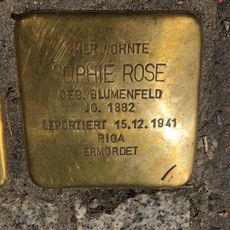 HIER WOHNTE
SOPHIE ROSE
GEB. BLUMENFELD
JG. 1882
DEPORTIERT 15.12.1941
RIGA
ERMORDET